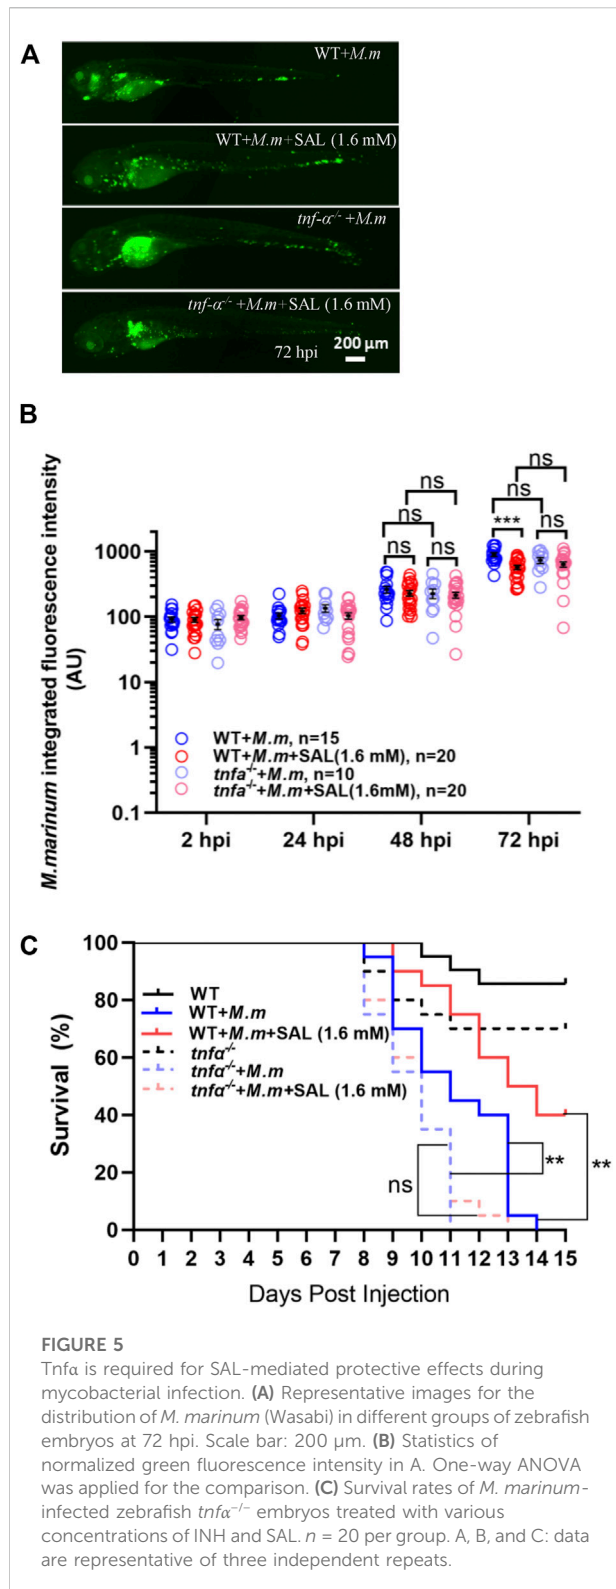 A
WT+M.m
WT+M.m+SAL (1.6 mM)
tnf-α-/- +M.m
tnf-α-/- +M.m+SAL (1.6 mM)
72 hpi
200 μm
B
M.marinum integrated fluorescence intensity
(AU)
1000
100
10
1
0.1
ns
ns
ns
ns
ns
ns
***
ns
WT+M.m, n=15
WT+M.m+SAL(1.6 mM), n=20
tnfa-/-+M.m, n=10
tnfa-/-+M.m+SAL(1.6mM), n=20
2 hpi 24 hpi 48 hpi 72 hpi
C
Survival (%)
100
80
60
40
20
0
WT
WT+M.m
WT+M.m+SAL (1.6 mM)
tnfα-/-
tnfα-/-+M.m
tnfα-/-+M.m+SAL (1.6 mM)
ns
**
**
0 1 2 3 4 5 6 7 8 9 10 11 12 13 14 15
Days Post Injection
FIGURE 5
Tnfα is required for SAL-mediated protective effects during
mycobacterial infection. (A) Representative images for the
distribution of M. marinum (Wasabi) in different groups of zebrafish
embryos at 72 hpi. Scale bar: 200 μm. (B) Statistics of
normalized green fluorescence intensity in A. One-way ANOVA
was applied for the comparison. (C) Survival rates of M. marinum-
infected zebrafish tnfα−/− embryos treated with various
concentrations of INH and SAL. n = 20 per group. A, B, and C: data
are representative of three independent repeats.